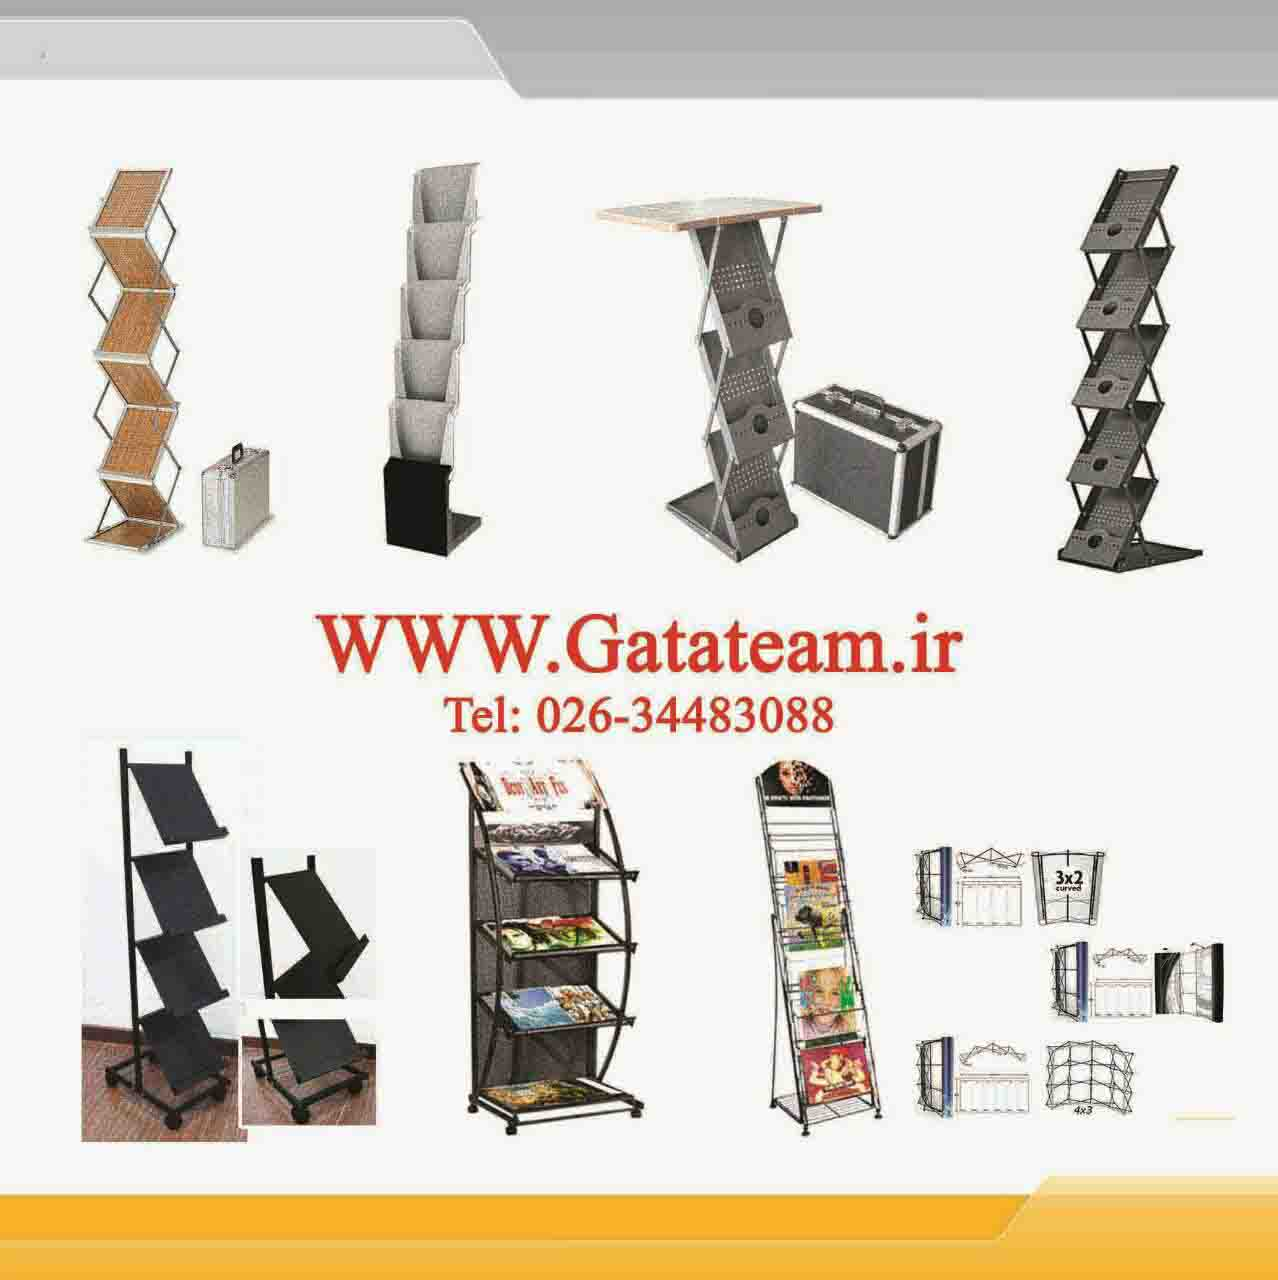 WWW.Gatateam.ir
Tel: 026-34483088
3x2
curved
4x3